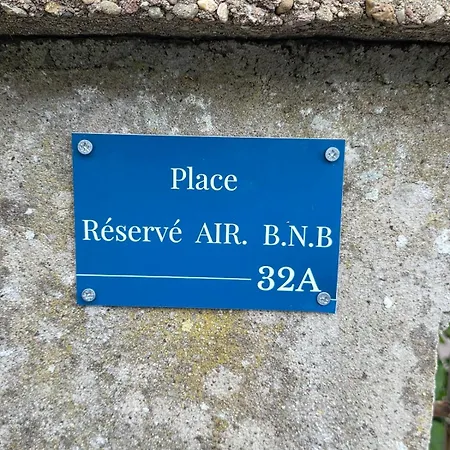 Place
Réservé AIR. B.N.B
32A